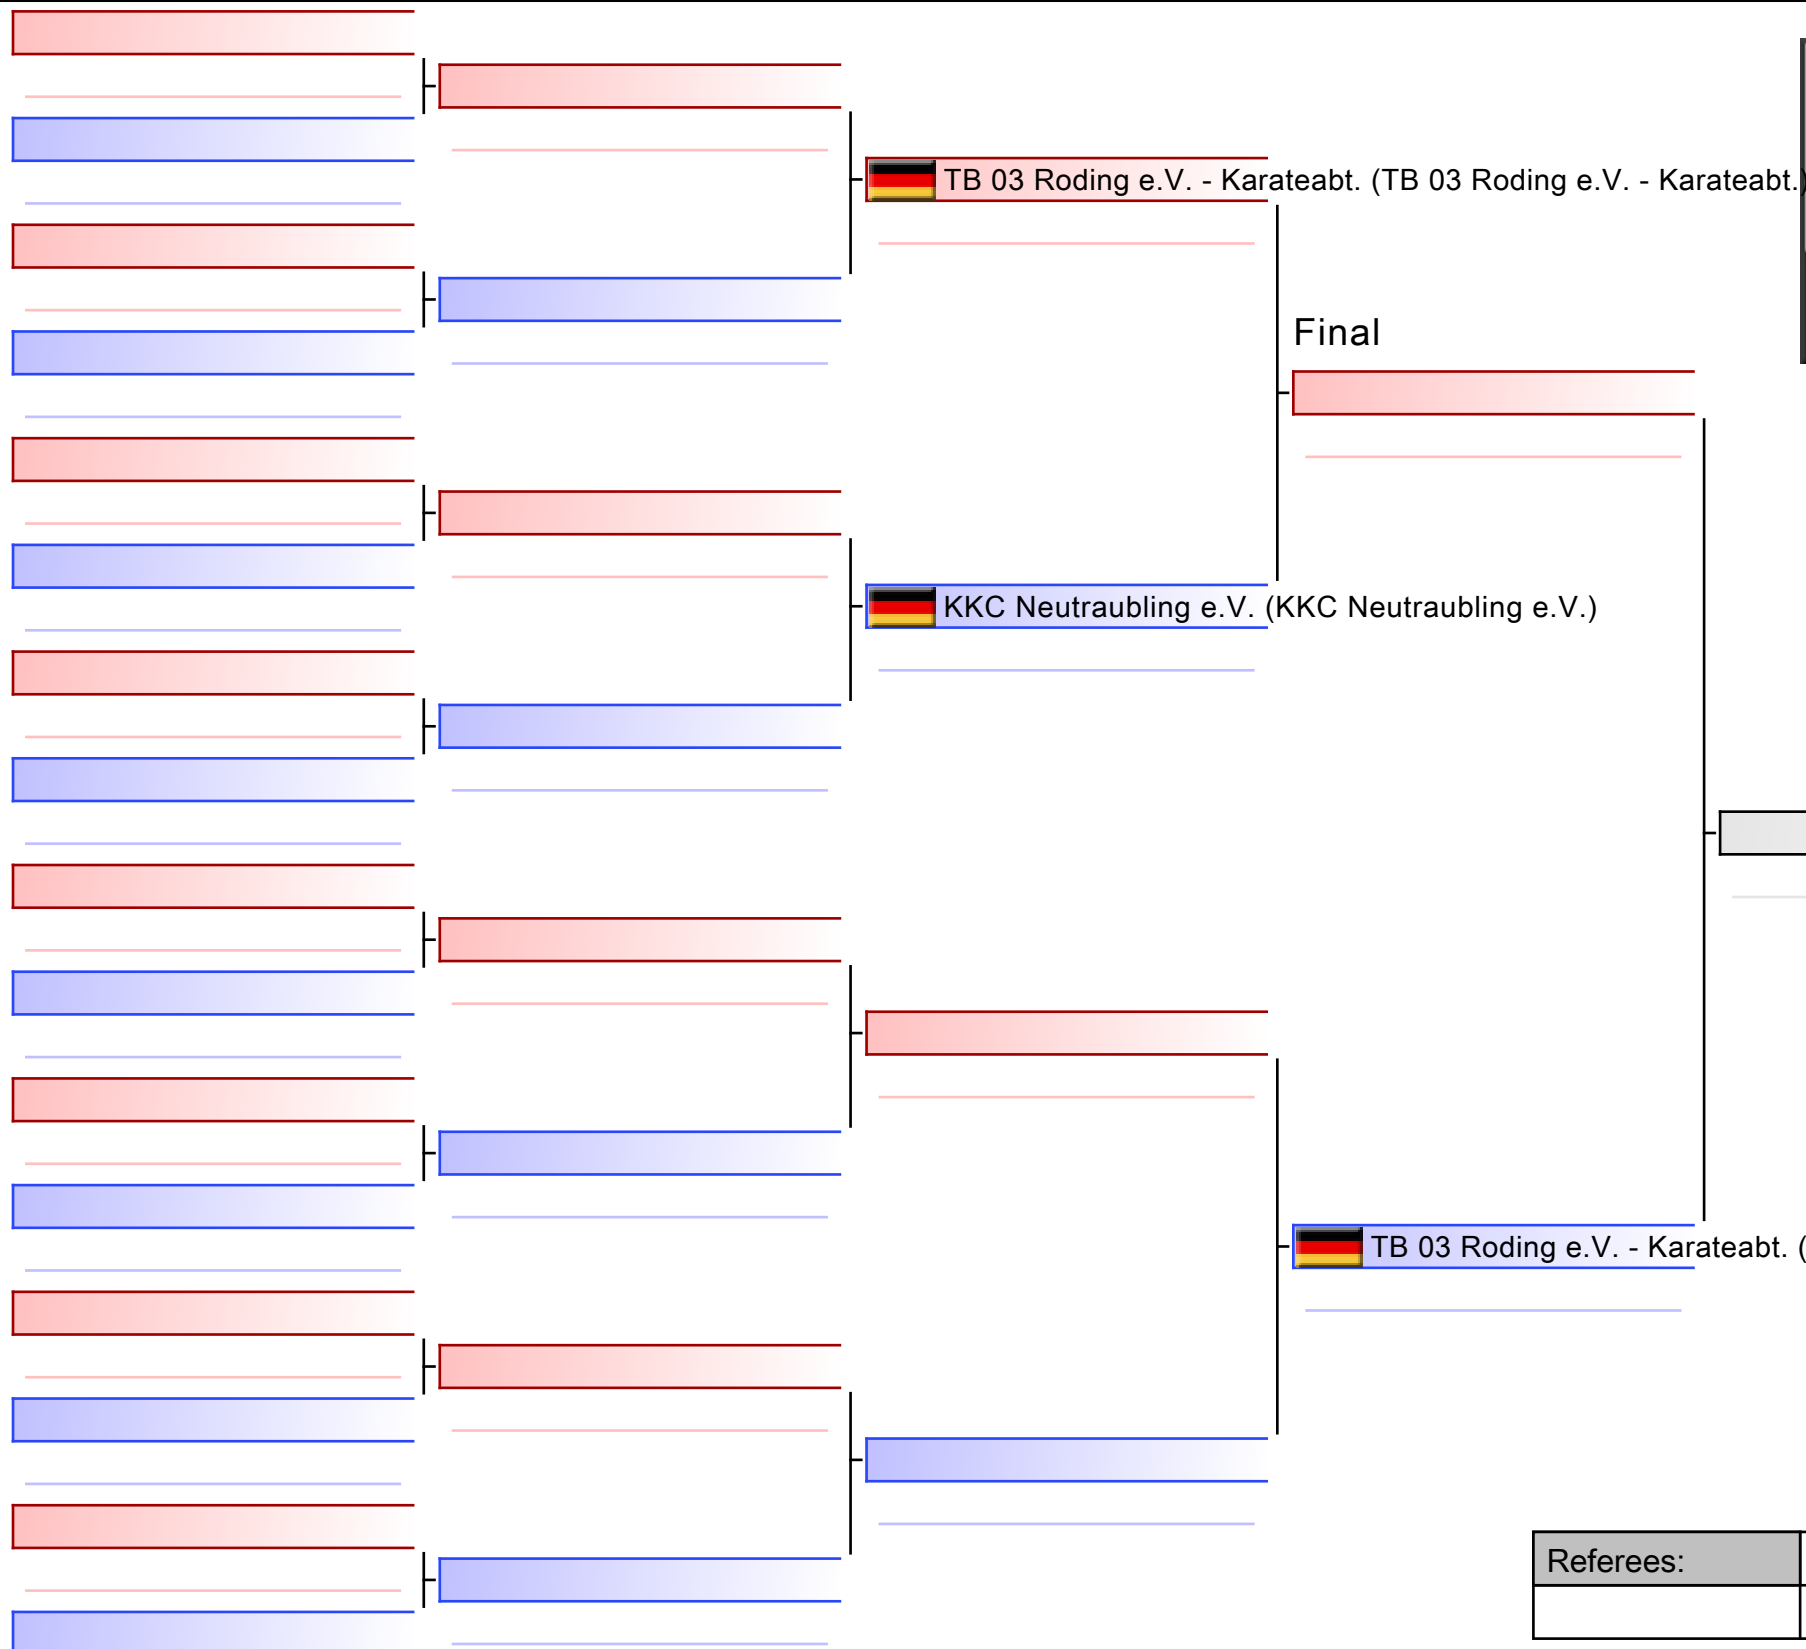 TB 03 Roding e.V. - Karateabt. (TB 03 Roding e.V. - Karateabt.)
Final
KKC Neutraubling e.V. (KKC Neutraubling e.V.)
TB 03 Roding e.V. - Karateabt. (
Referees: